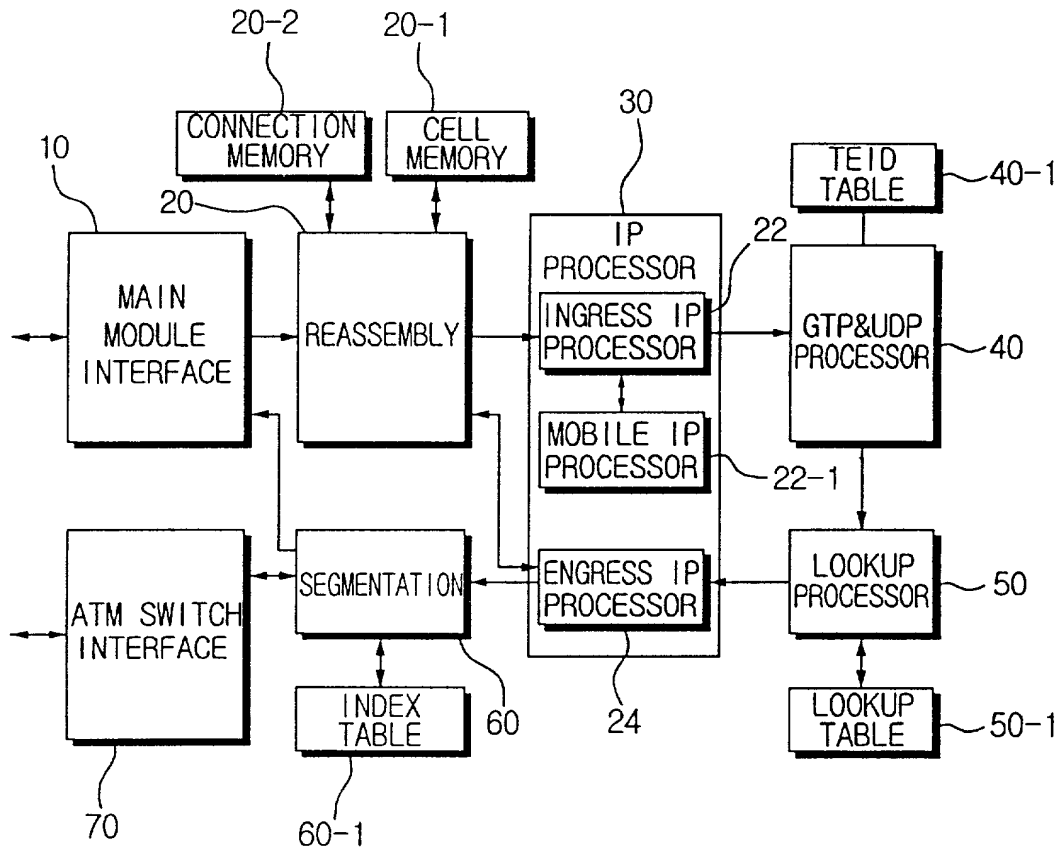 20-2
20-1
CONNECTION
MEMORY
CELL
MEMORY
10
20
30
TEID
TABLE
40-1
MAIN
MODULE
INTERFACE
REASSEMBLY
IP
PROCESSOR
22
INGRESS IP
PROCESSOR
GTP&UDP
PROCESSOR
40
MOBILE IP
PROCESSOR
22-1
ATM SWITCH
INTERFACE
SEGMENTATION
ENGRESS IP
PROCESSOR
LOOKUP
PROCESSOR
50
INDEX
TABLE
60
24
LOOKUP
TABLE
50-1
70
60-1